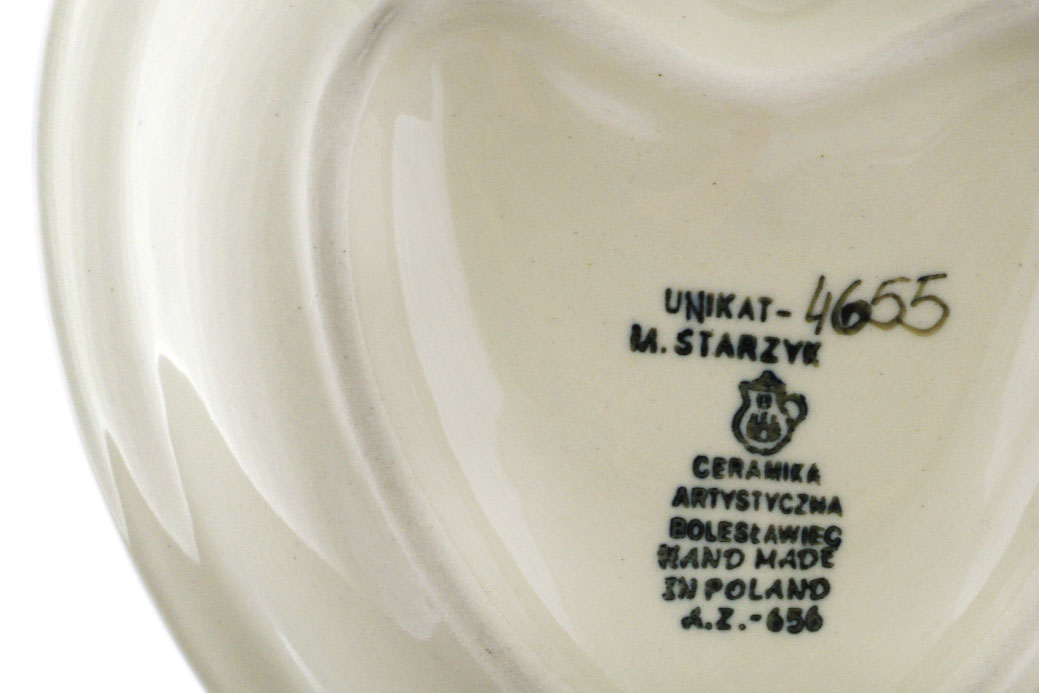 UNIKAT- 4655
M. STARZYK
CERAMIKA
ARTYSTYCZNA
BOLESŁAWIEC
HAND MADE
IN POLAND
A.Z.-656